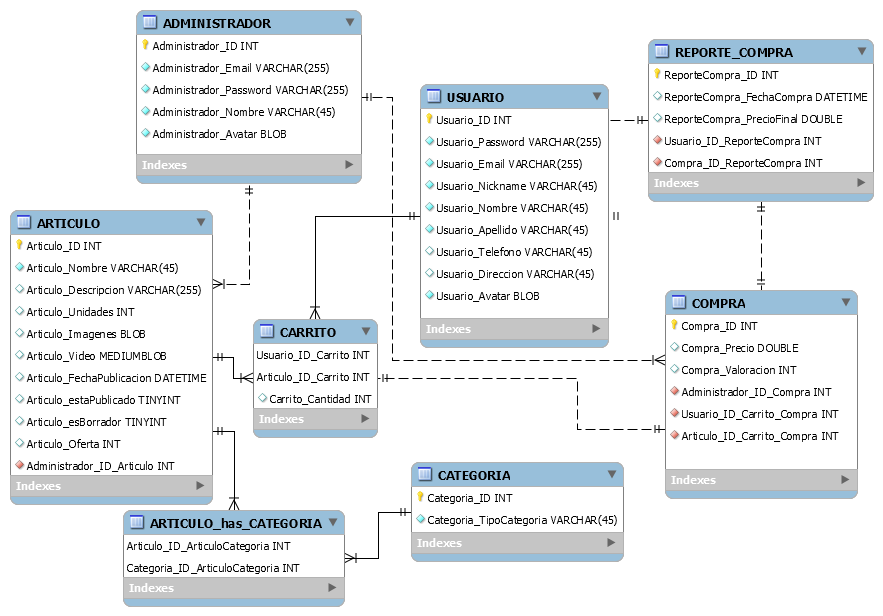 ADMINISTRADOR
Administrador_ID INT
Administrador_Email VARCHAR(255)
Administrador_Password VARCHAR(255)
Administrador_Nombre VARCHAR(45)
Administrador_Avatar BLOB
Indexes
USUARIO
Usuario_ID INT
Usuario_Password VARCHAR(255)
Usuario_Email VARCHAR(255)
Usuario_Nickname VARCHAR(45)
Usuario_Nombre VARCHAR(45)
Usuario_Apellido VARCHAR(45)
Usuario_Telefono VARCHAR(45)
Usuario_Direccion VARCHAR(45)
Usuario_Avatar BLOB
Indexes
REPORTE_COMPRA
ReporteCompra_ID INT
ReporteCompra_FechaCompra DATETIME
ReporteCompra_PrecioFinal DOUBLE
Usuario_ID_ReporteCompra INT
Compra_ID_ReporteCompra INT
Indexes
ARTICULO
Articulo_ID INT
Articulo_Nombre VARCHAR(45)
Articulo_Descripcion VARCHAR(255)
Articulo_Unidades INT
Articulo_Imagenes BLOB
Articulo_Video MEDIUMBLOB
Articulo_FechaPublicacion DATETIME
Articulo_estaPublicado TINYINT
Articulo_esBorrador TINYINT
Articulo_Oferta INT
Administrador_ID_Articulo INT
Indexes
CARRITO
Usuario_ID_Carrito INT
Articulo_ID_Carrito INT
Carrito_Cantidad INT
Indexes
COMPRA
Compra_ID INT
Compra_Precio DOUBLE
Compra_Valoracion INT
Administrador_ID_Compra INT
Usuario_ID_Carrito_Compra INT
Articulo_ID_Carrito_Compra INT
Indexes
CATEGORIA
Categoria_ID INT
Categoria_TipoCategoria VARCHAR(45)
Indexes
ARTICULO_has_CATEGORIA
Articulo_ID_ArticuloCategoria INT
Categoria_ID_ArticuloCategoria INT
Indexes